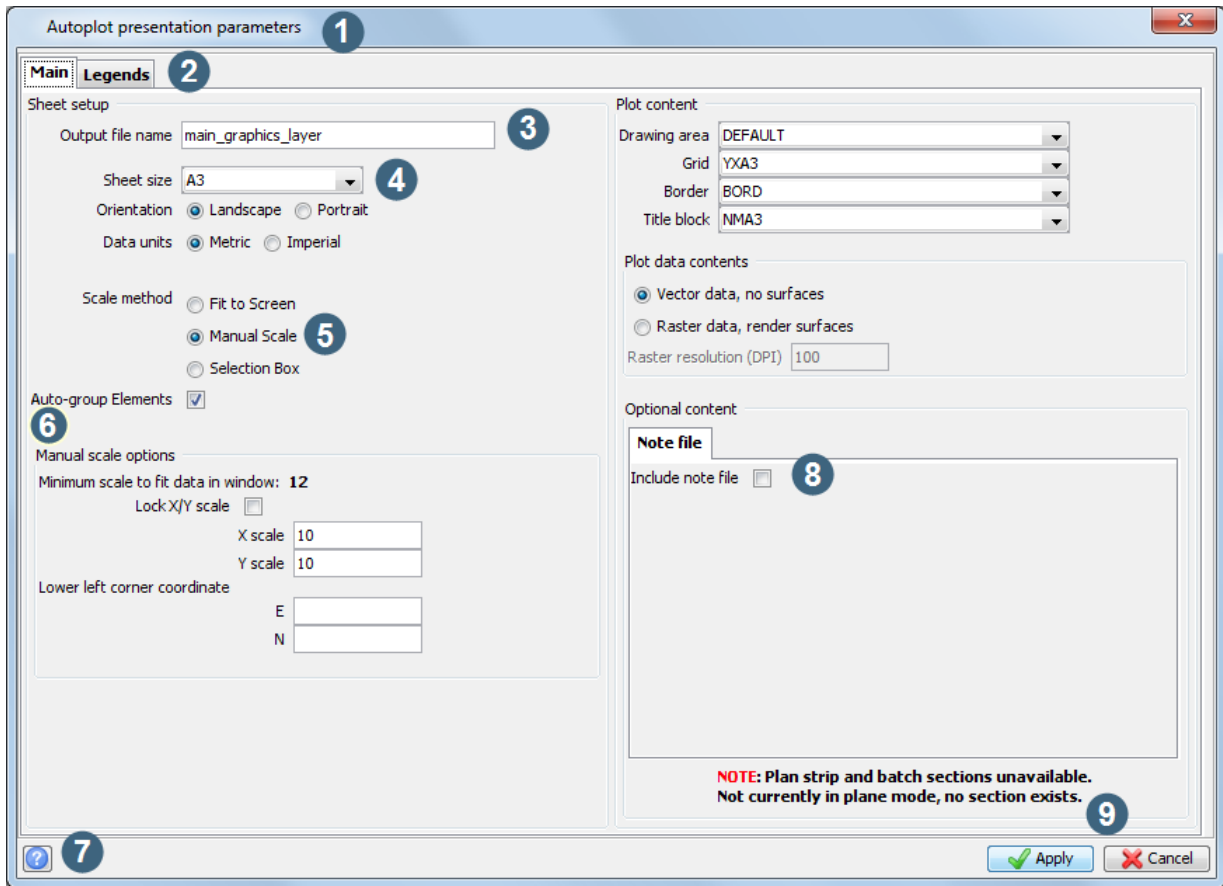 Autoplot presentation parameters
1
X
Main
Legends
2
Sheet setup
Output file name main_graphics_layer
3
Sheet size A3
4
Orientation Landscape Portrait
Data units Metric Imperial
Scale method Fit to Screen
Manual Scale
5
Selection Box
Auto-group Elements
6
Manual scale options
Minimum scale to fit data in window: 12
Lock X/Y scale
X scale 10
Y scale 10
Lower left corner coordinate
E
N
Plot content
Drawing area DEFAULT
Grid YXA3
Border BORD
Title block NMA3
Plot data contents
Vector data, no surfaces
Raster data, render surfaces
Raster resolution (DPI) 100
Optional content
Note file
Include note file
8
NOTE: Plan strip and batch sections unavailable.
Not currently in plane mode, no section exists.
9
?
7
Apply
Cancel